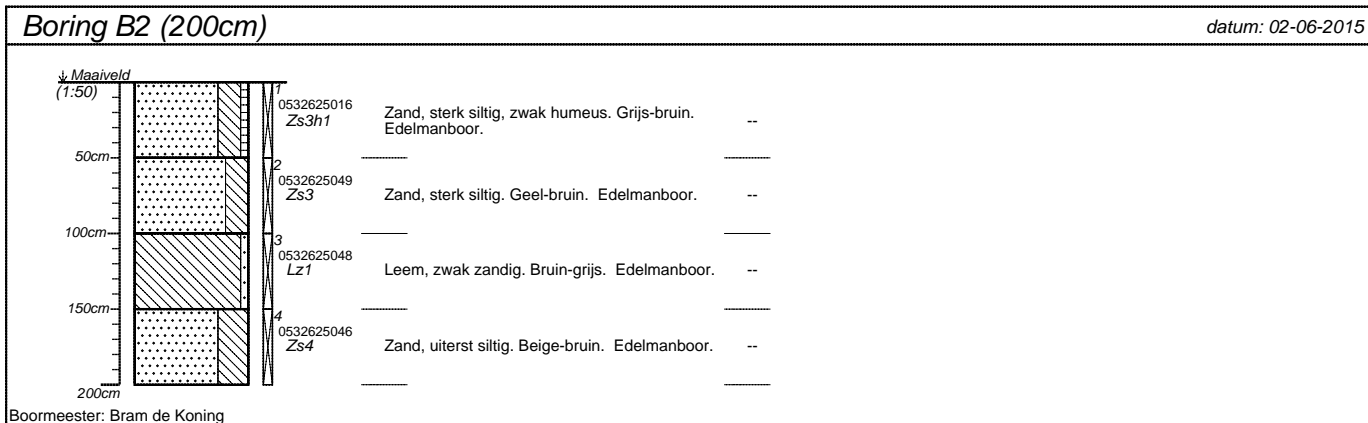 Boring B2 (200cm)
datum: 02-06-2015
Maaiveld
(1:50)
1
0532625016
Zs3h1
Zand, sterk siltig, zwak humeus. Grijs-bruin.
Edelmanboor.
--
50cm
2
0532625049
Zs3
Zand, sterk siltig. Geel-bruin. Edelmanboor.
--
100cm
3
0532625048
Lz1
Leem, zwak zandig. Bruin-grijs. Edelmanboor.
--
150cm
4
0532625046
Zs4
Zand, uiterst siltig. Beige-bruin. Edelmanboor.
--
200cm
Boormeester: Bram de Koning